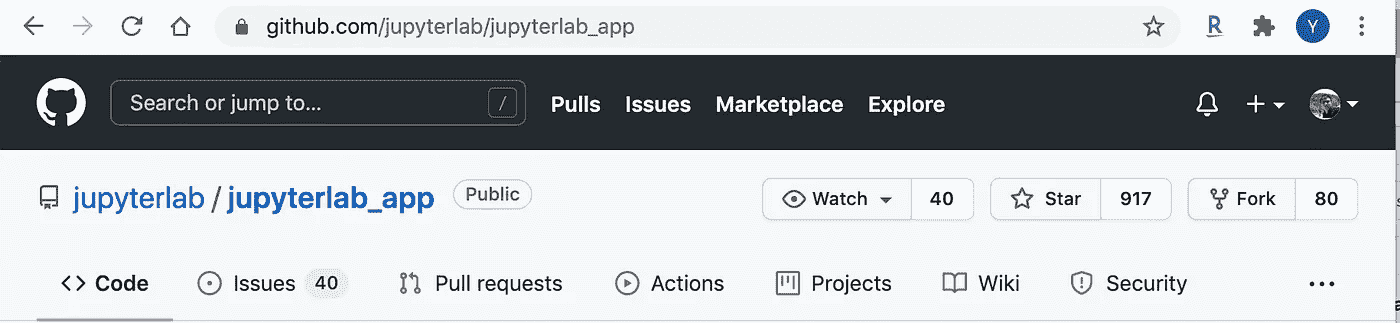 github.com/jupyterlab/jupyterlab_app R Y
Search or jump to... / Pulls Issues Marketplace Explore
jupyterlab / jupyterlab_app Public Watch 40 Star 917 Fork 80
Code Issues 40 Pull requests Actions Projects Wiki Security